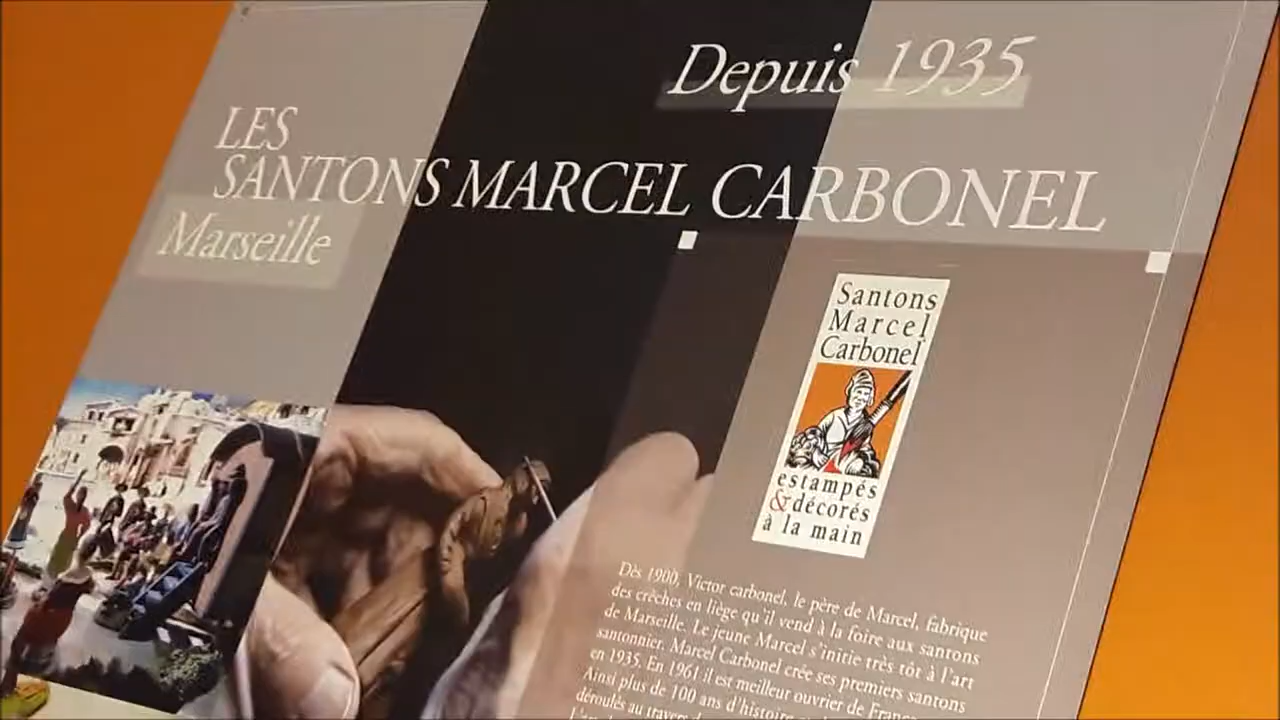 Depuis 1935
LES
SANTONS MARCEL CARBONEL
Marseille
Santons
Marcel
Carbonel
estampés
& décorés
à la main
Dès 1900, Victor carbonel, le père de Marcel, fabrique
des crèches en liège qu'il vend à la foire aux santons
de Marseille. Le jeune Marcel s'initie très tôt à l'art
santonnier. Marcel Carbonel crée ses premiers santons
en 1935. En 1961 il est meilleur ouvrier de France
Ainsi plus de 100 ans d'histoire
déroulés au travers